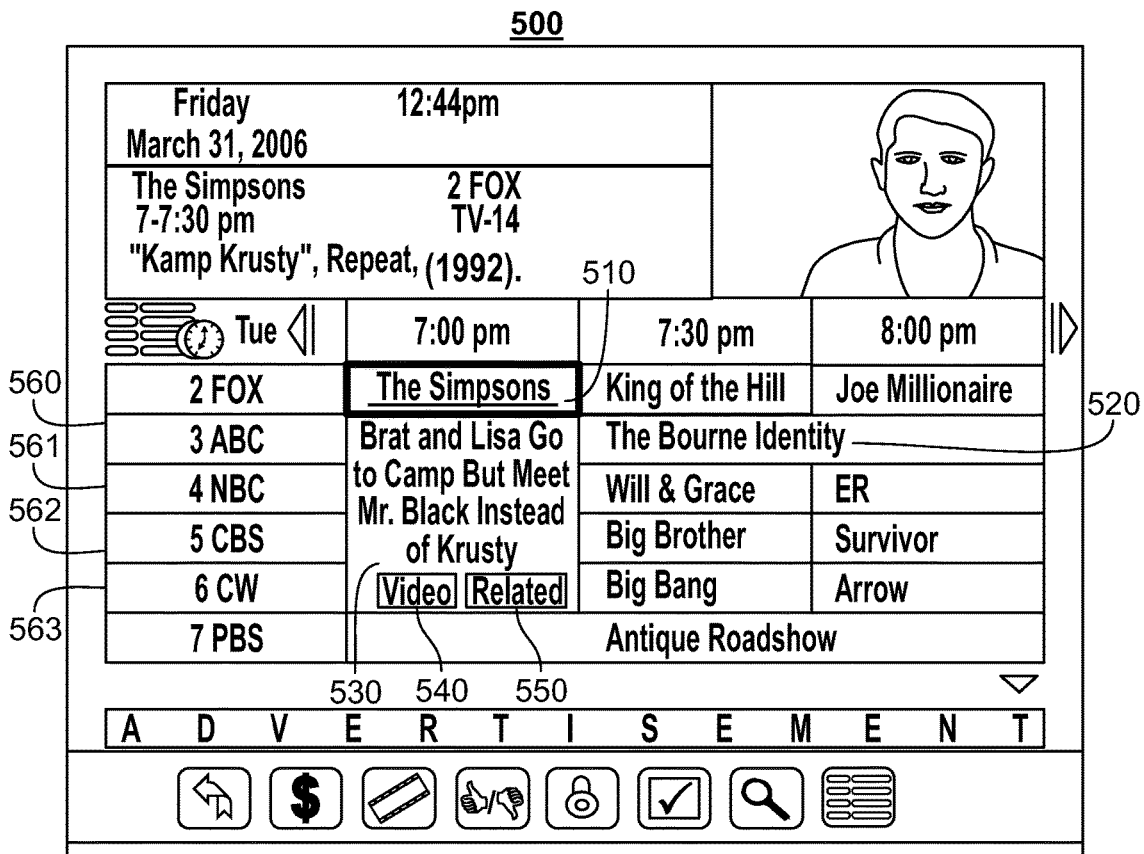 500
Friday 12:44pm
March 31, 2006
The Simpsons 2 FOX
7-7:30 pm TV-14
"Kamp Krusty", Repeat, (1992).
510
Tue 7:00 pm 7:30 pm 8:00 pm
560
2 FOX The Simpsons King of the Hill Joe Millionaire
520
3 ABC Brat and Lisa Go The Bourne Identity
561
to Camp But Meet
4 NBC Will & Grace ER
Mr. Black Instead
562
5 CBS of Krusty Big Brother Survivor
6 CW Video Related Big Bang Arrow
563
7 PBS Antique Roadshow
530 540 550
A D V E R T I S E M E N T
$